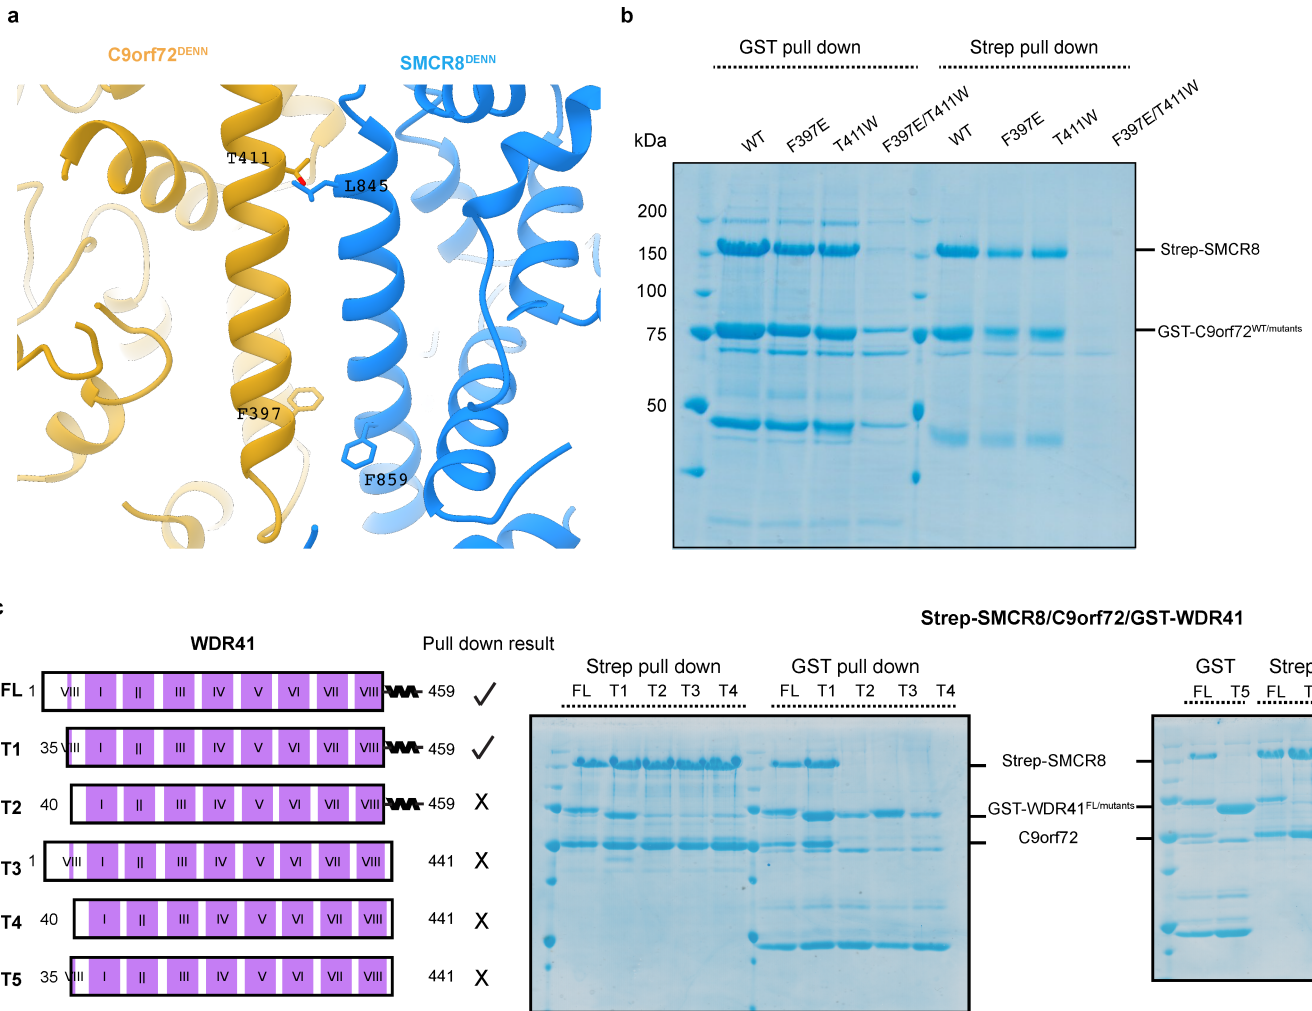 a
C9orf72DENN
SMCR8DENN
T411
L845
F397
F859
b
GST pull down
Strep pull down
kDa
WT
F397E
T411W
F397E/T411W
WT
F397E
T411W
F397E/T411W
200
150
100
75
50
Strep-SMCR8
GST-C9orf72WT/mutants
c
WDR41
Pull down result
FL 1 VIII I II III IV V VI VII VIII 459 ✓
T1 35 VIII I II III IV V VI VII VIII 459 ✓
T2 40 I II III IV V VI VII VIII 459 X
T3 1 VIII I II III IV V VI VII VIII 441 X
T4 40 I II III IV V VI VII VIII 441 X
T5 35 VIII I II III IV V VI VII VIII 441 X
Strep-SMCR8/C9orf72/GST-WDR41
Strep pull down
GST pull down
FL T1 T2 T3 T4
FL T1 T2 T3 T4
Strep-SMCR8
GST-WDR41FL/mutants
C9orf72
GST
Strep
FL T5
FL T